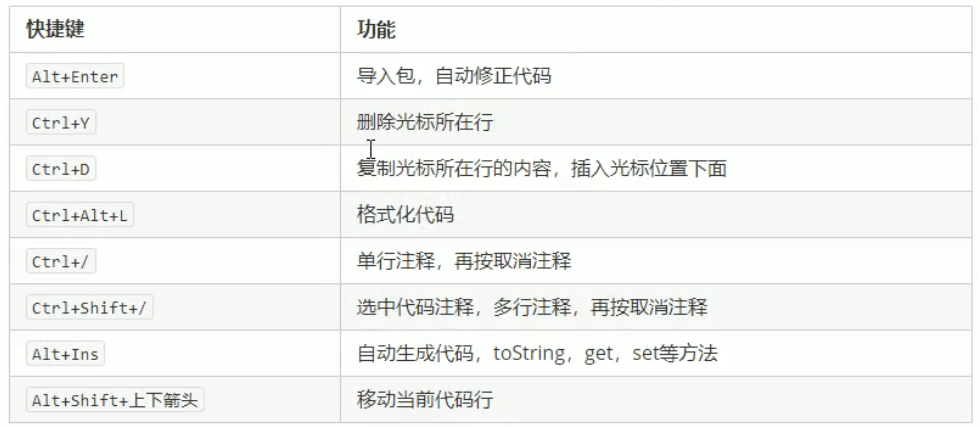 快捷键 功能
Alt+Enter 导入包，自动修正代码
Ctrl+Y 删除光标所在行
Ctrl+D 复制光标所在行的内容，插入光标位置下面
Ctrl+Alt+L 格式化代码
Ctrl+/ 单行注释，再按取消注释
Ctrl+Shift+/ 选中代码注释，多行注释，再按取消注释
Alt+Ins 自动生成代码，toString，get，set等方法
Alt+Shift+上下箭头 移动当前代码行